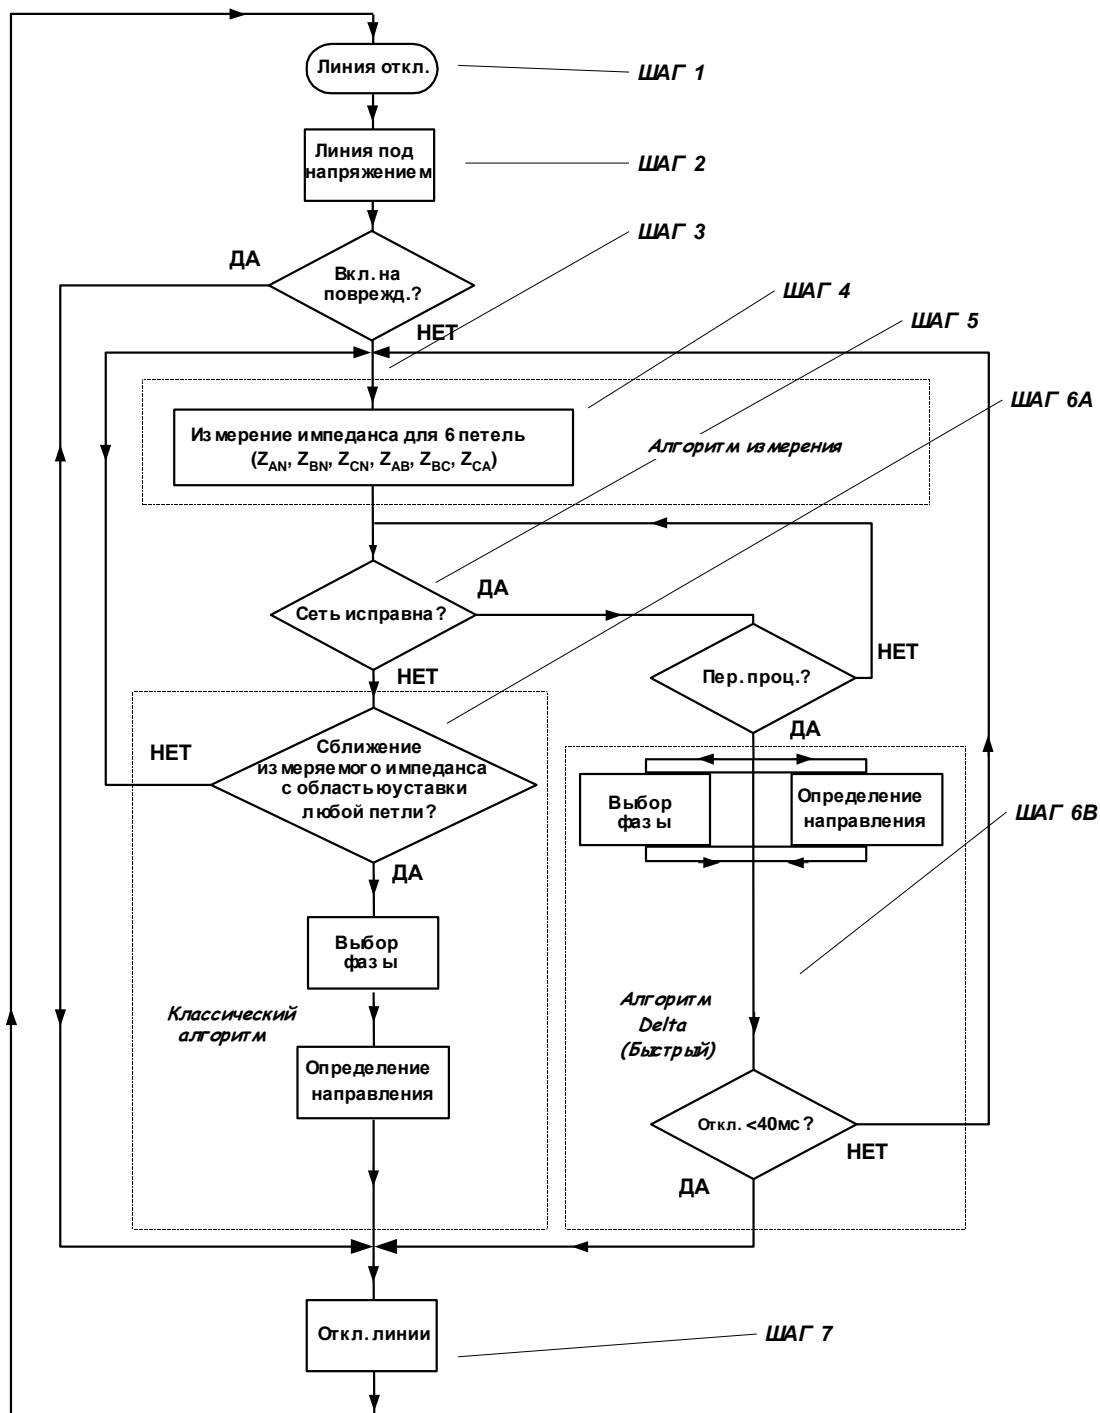 Линия откл.
ШАГ 1
Линия под
напряжением
ШАГ 2
ШАГ 3
ДА
Вкл. на
поврежд.?
ШАГ 4
НЕТ
ШАГ 5
ШАГ 6А
Измерение импеданса для 6 петель
(ZAN, ZBN, ZCN, ZAB, ZBC, ZCA)
Алгоритм измерения
Сеть исправна?
ДА
НЕТ
Пер. проц.?
НЕТ
ДА
НЕТ
Сближение
измеряемого импеданса
с областью уставки
любой петли?
ДА
Выбор
фазы
Определение
направления
ШАГ 6В
Выбор
фазы
Классический
алгоритм
Определение
направления
Алгоритм
Delta
(Быстрый)
Откл. <40мс?
НЕТ
ДА
Откл. линии
ШАГ 7